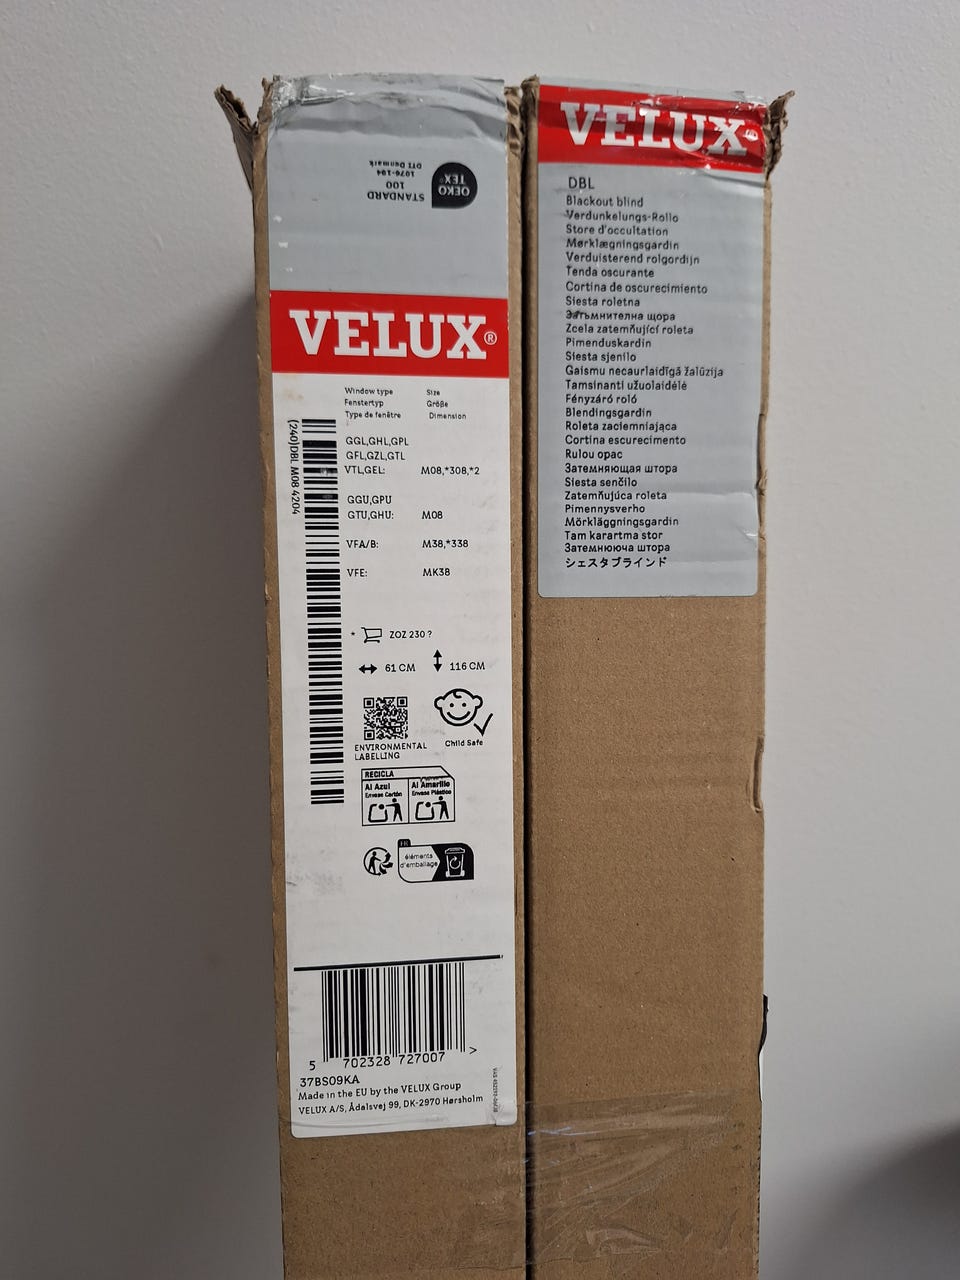 OEKO
TEX®
STANDARD
100
1076-194
DTI Denmark
VELUX®
Window type Size
Fenstertyp Größe
Type de fenêtre Dimension
(240)DBL M08 4204
GGL,GHL,GPL
GFL,GZL,GTL
VTL,GEL: M08,*308,*2
GGU,GPU
GTU,GHU: M08
VFA/B: M38,*338
VFE: MK38
* ZOZ 230 ?
61 CM 116 CM
ENVIRONMENTAL
LABELLING
Child Safe
RECICLA
Al Azul Al Amarillo
Envase Cartón Envase Plástico
FR
éléments
d'emballage
5 702328 727007 >
37BS09KA
Made in the EU by the VELUX Group
VELUX A/S, Ådalsvej 99, DK-2970 Hørsholm
VELUX®
DBL
Blackout blind
Verdunkelungs-Rollo
Store d'occultation
Mørklægningsgardin
Verduisterend rolgordijn
Tenda oscurante
Cortina de oscurecimiento
Siesta roletna
Затъмнителна щора
Zcela zatemňující roleta
Pimenduskardin
Siesta sjenilo
Gaismu necaurlaidīgā žalūzija
Tamsinanti užuolaidėlė
Fényzáró roló
Blendingsgardin
Roleta zaciemniająca
Cortina escurecimento
Rulou opac
Затемняющая штора
Siesta senčilo
Zatemňujúca roleta
Pimennysverho
Mörkläggningsgardin
Tam karartma stor
Затемнююча штора
シエスタブラインド